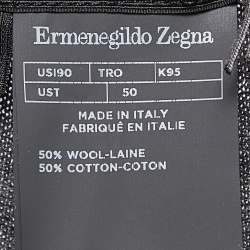 Ermenegildo Zegna
USI90 TRO K95
UST 50
MADE IN ITALY
FABRIQUÉ EN ITALIE
50% WOOL-LAINE
50% COTTON-COTON